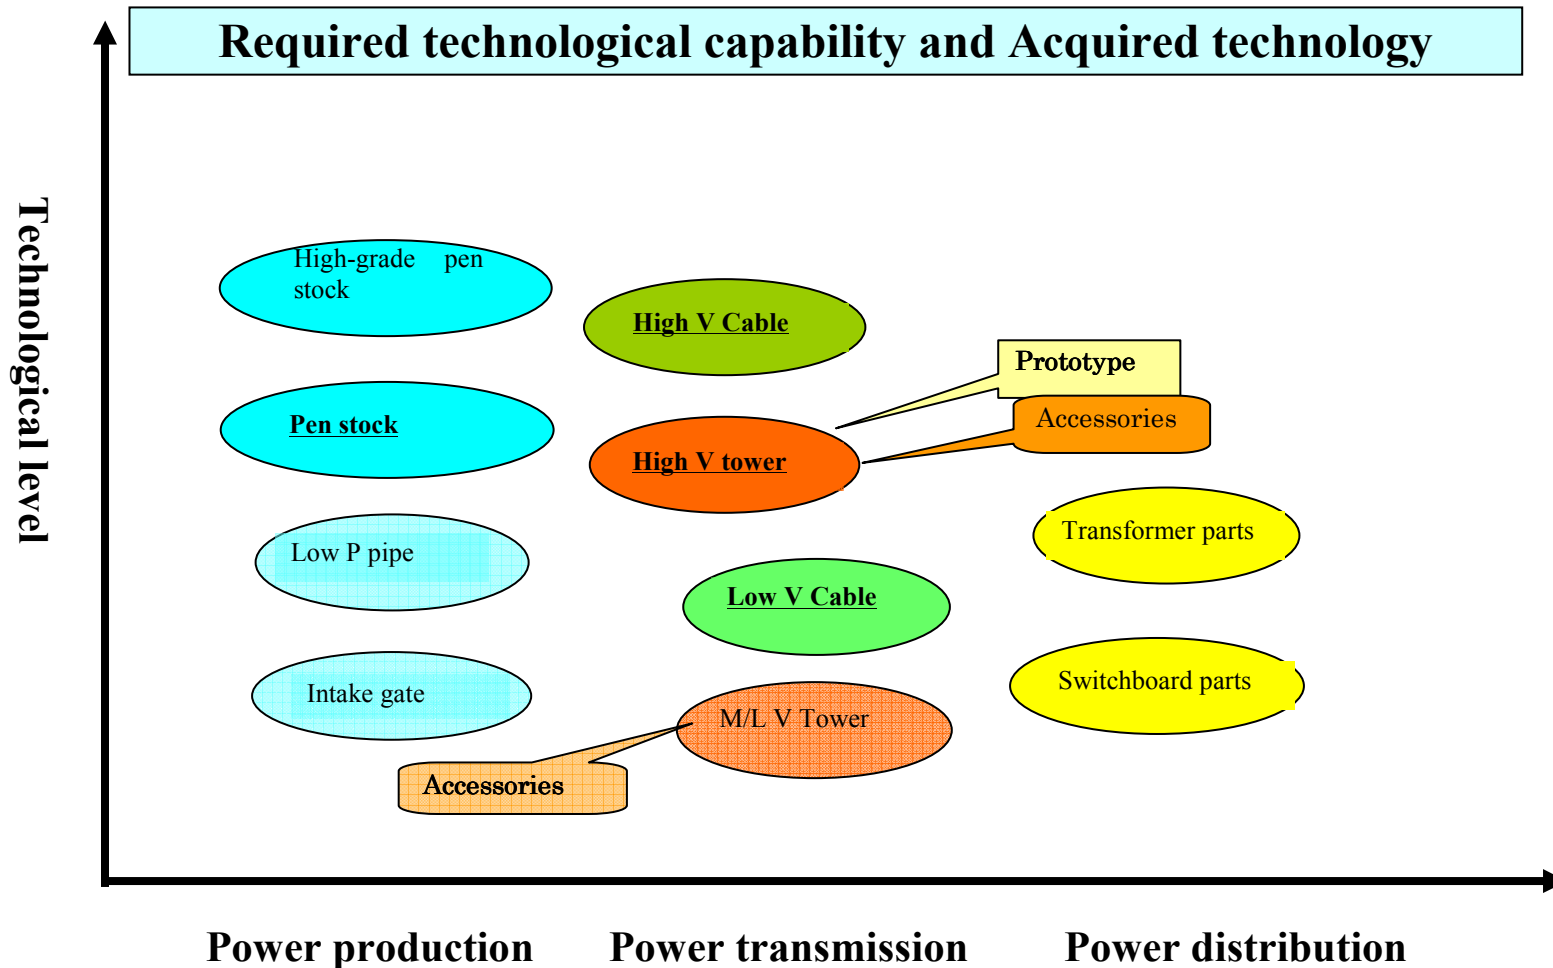 Required technological capability and Acquired technology
Technological level
High-grade pen
stock
High V Cable
Prototype
Accessories
Pen stock
High V tower
Transformer parts
Low P pipe
Low V Cable
Switchboard parts
Intake gate
M/L V Tower
Accessories
Power production
Power transmission
Power distribution